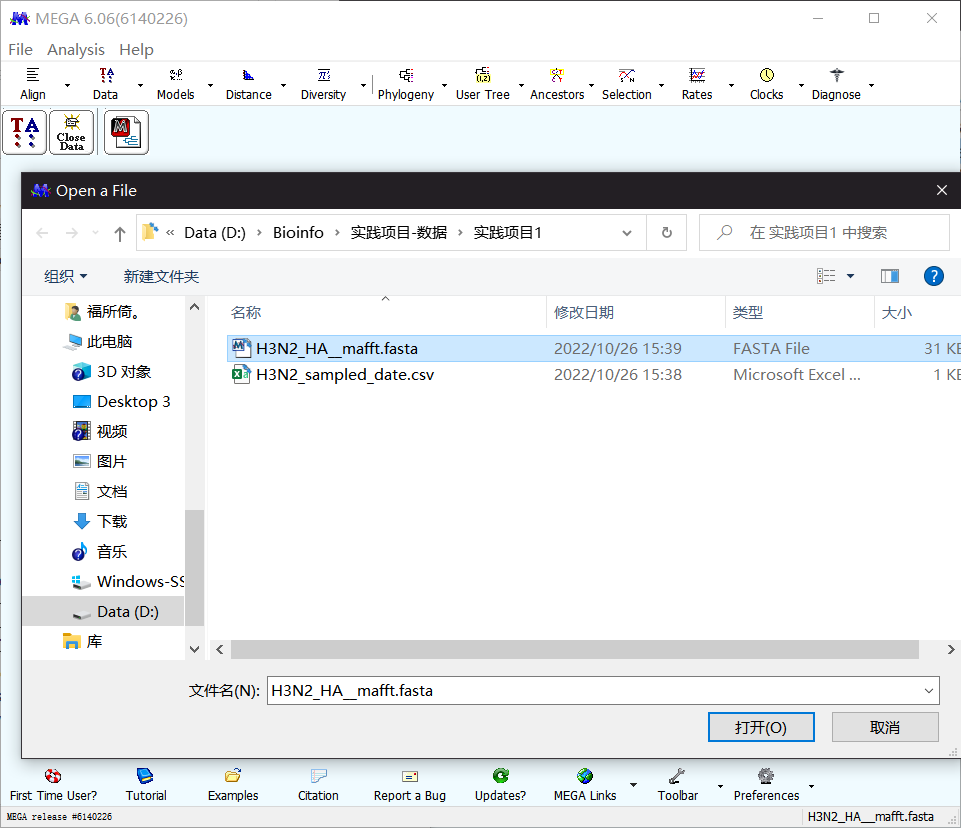 MEGA 6.06(6140226)
File Analysis Help
Align Data Models Distance Diversity Phylogeny User Tree Ancestors Selection Rates Clocks Diagnose
TA Close Data M
Open a File
« Data (D:) › Bioinfo › 实践项目-数据 › 实践项目1 在 实践项目1 中搜索
组织 新建文件夹
福所倚。 名称 修改日期 类型 大小
此电脑 H3N2_HA__mafft.fasta 2022/10/26 15:39 FASTA File 31 KB
3D 对象 H3N2_sampled_date.csv 2022/10/26 15:38 Microsoft Excel ... 1 KB
Desktop 3
视频
图片
文档
下载
音乐
Windows-SS
Data (D:)
库
文件名(N): H3N2_HA__mafft.fasta
打开(O) 取消
First Time User? Tutorial Examples Citation Report a Bug Updates? MEGA Links Toolbar Preferences
MEGA release #6140226 H3N2_HA__mafft.fasta